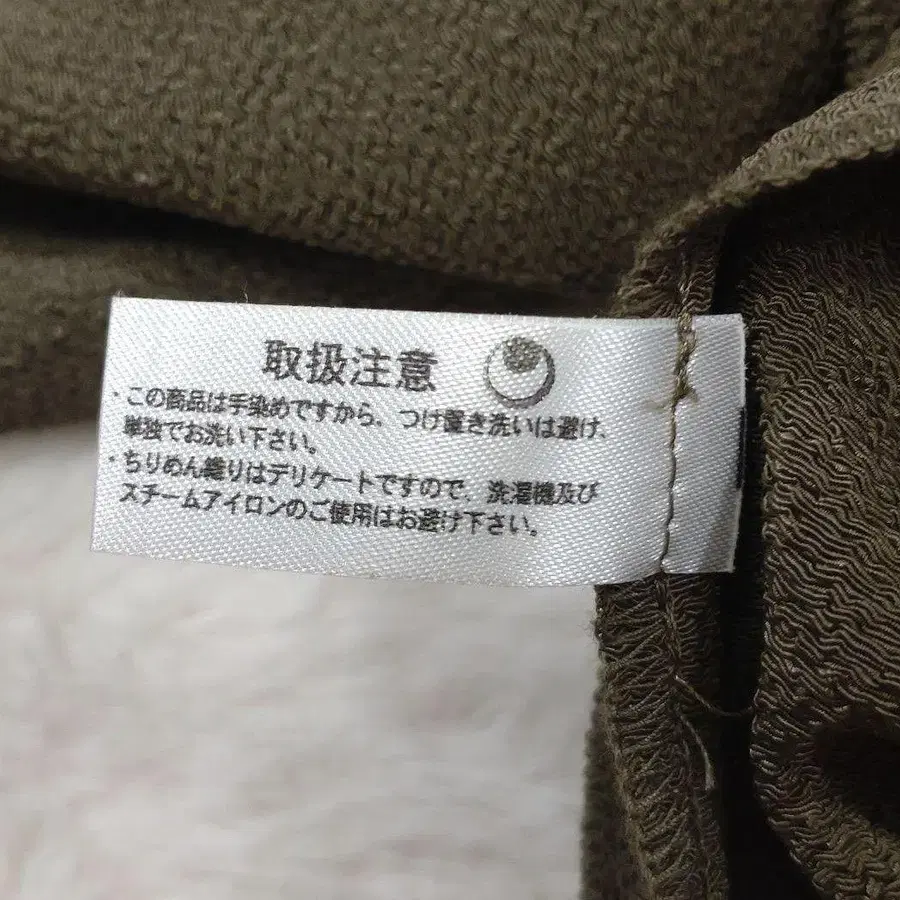 取扱注意
・この商品は手染めですから、つけ置き洗いは避け、
単独でお洗い下さい。
・ちりめん織りはデリケートですので、洗濯機及び
スチームアイロンのご使用はお避け下さい。